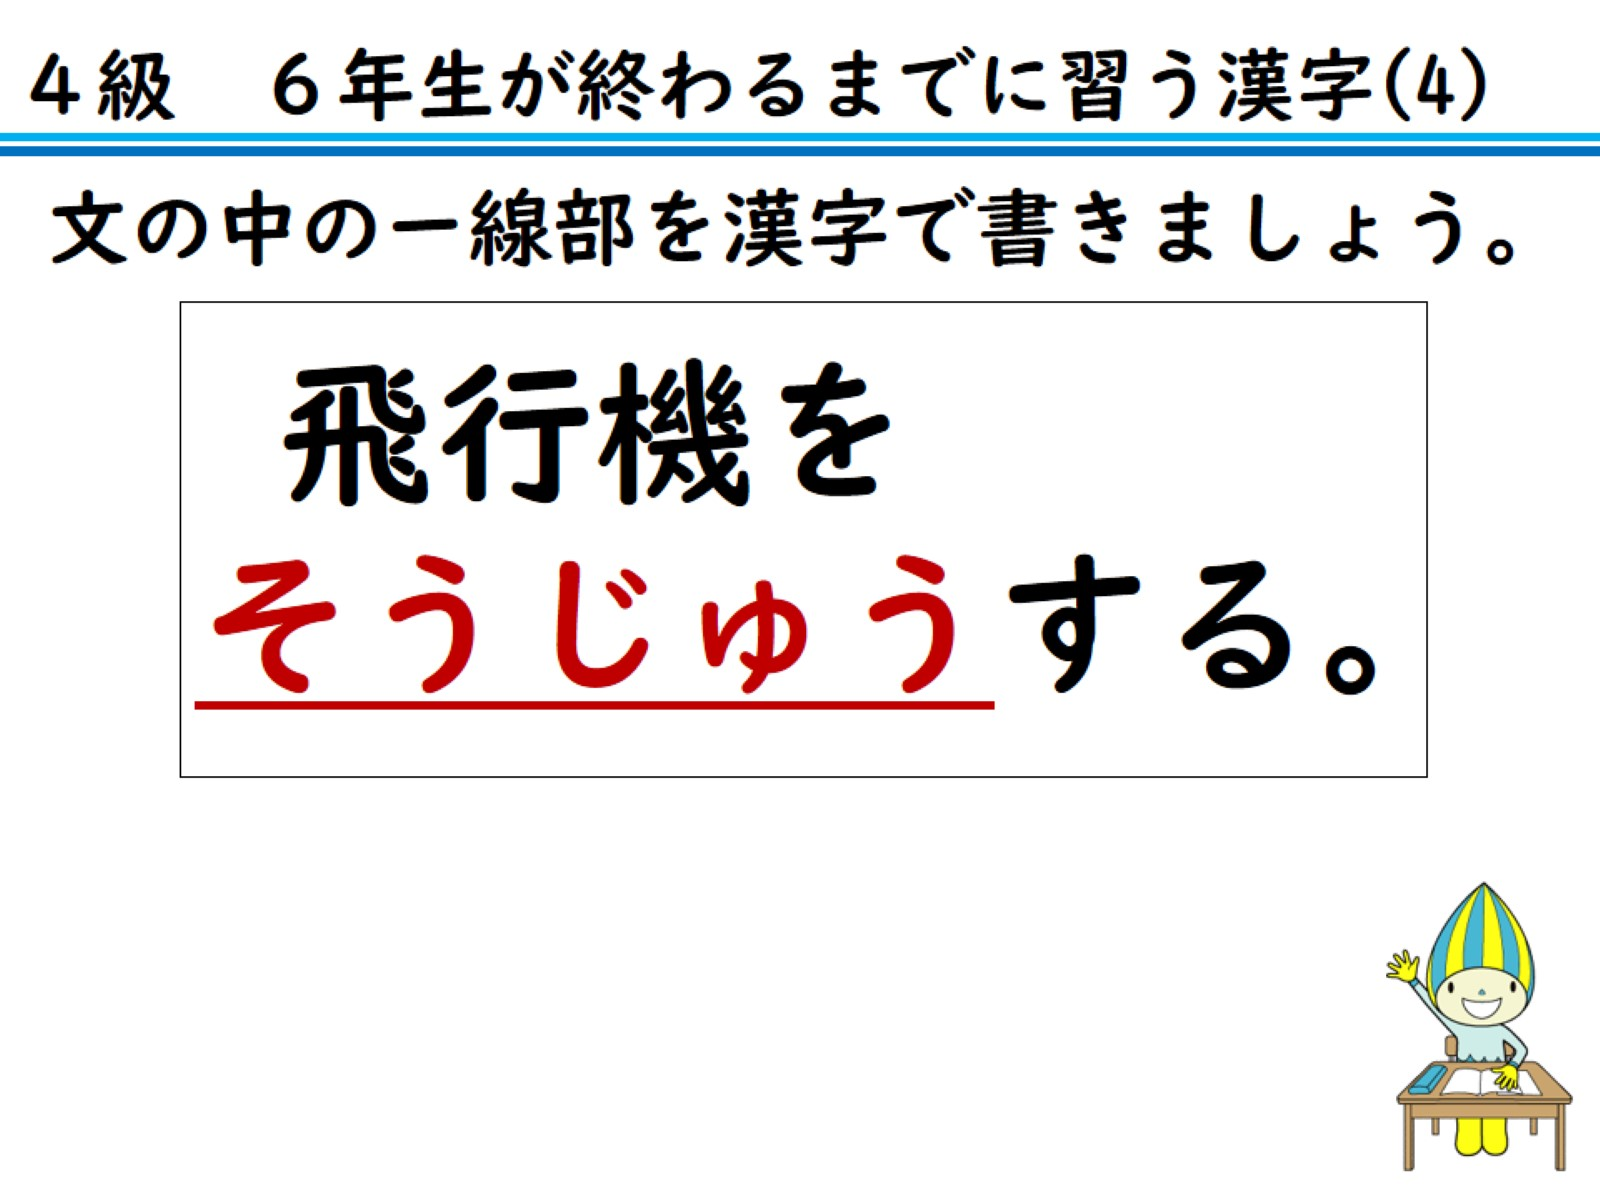 ４級　６年生が終わるまでに習う漢字(4)
文の中の－線部を漢字で書きましょう。
飛行機を
そうじゅうする。